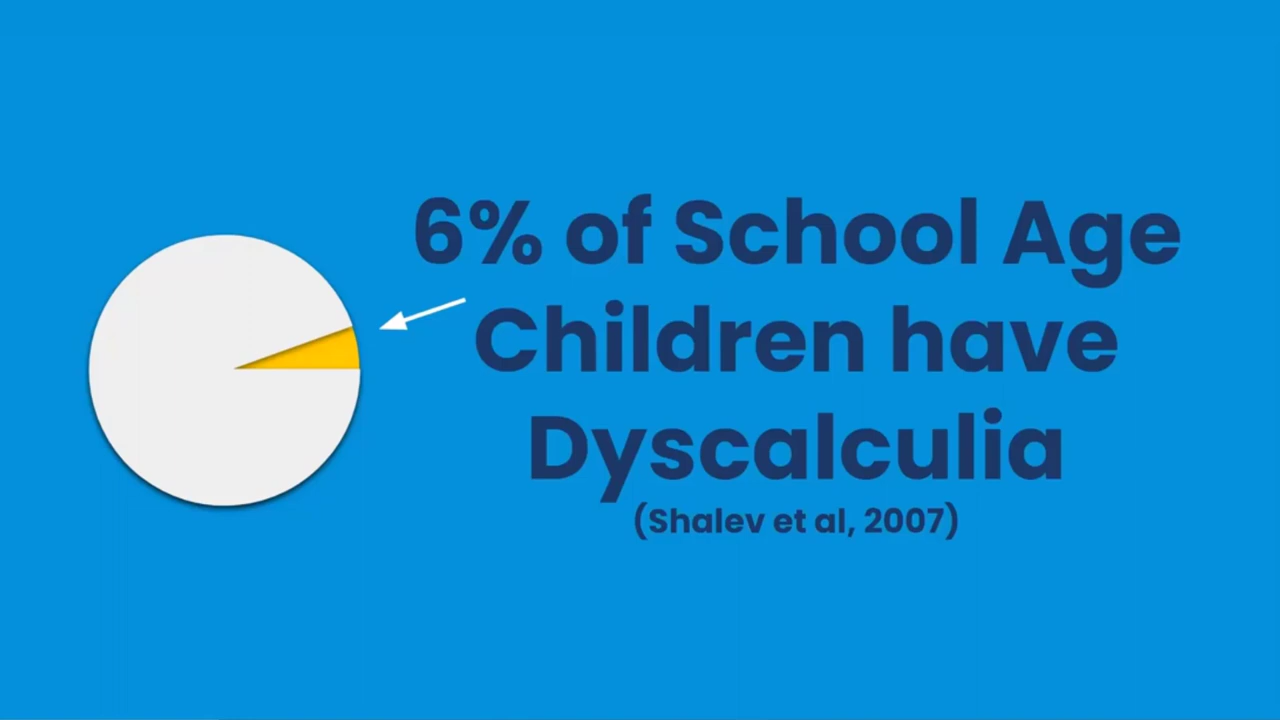 6% of School Age
Children have
Dyscalculia
(Shalev et al, 2007)